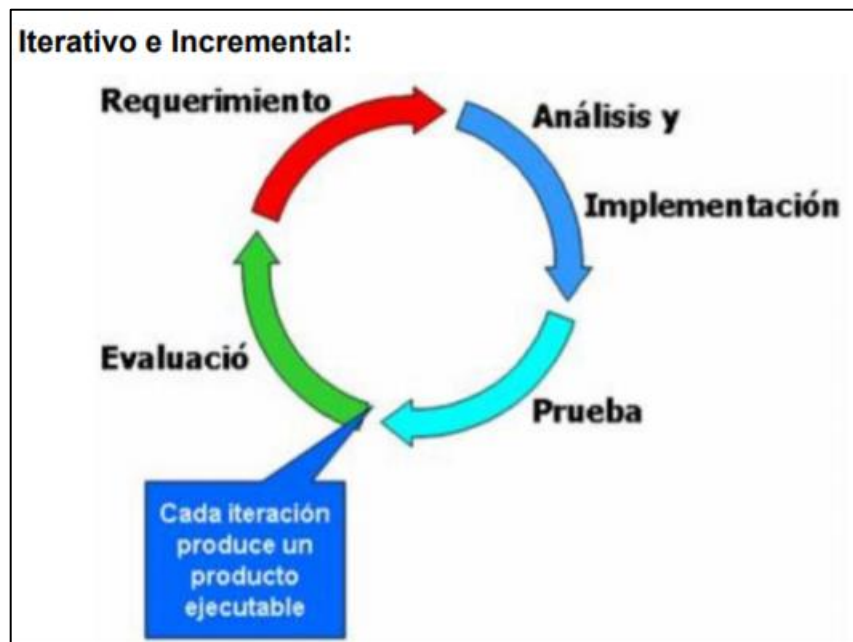 Iterativo e Incremental:
Requerimiento
Análisis y
Implementación
Evaluació
Prueba
Cada iteración
produce un
producto
ejecutable